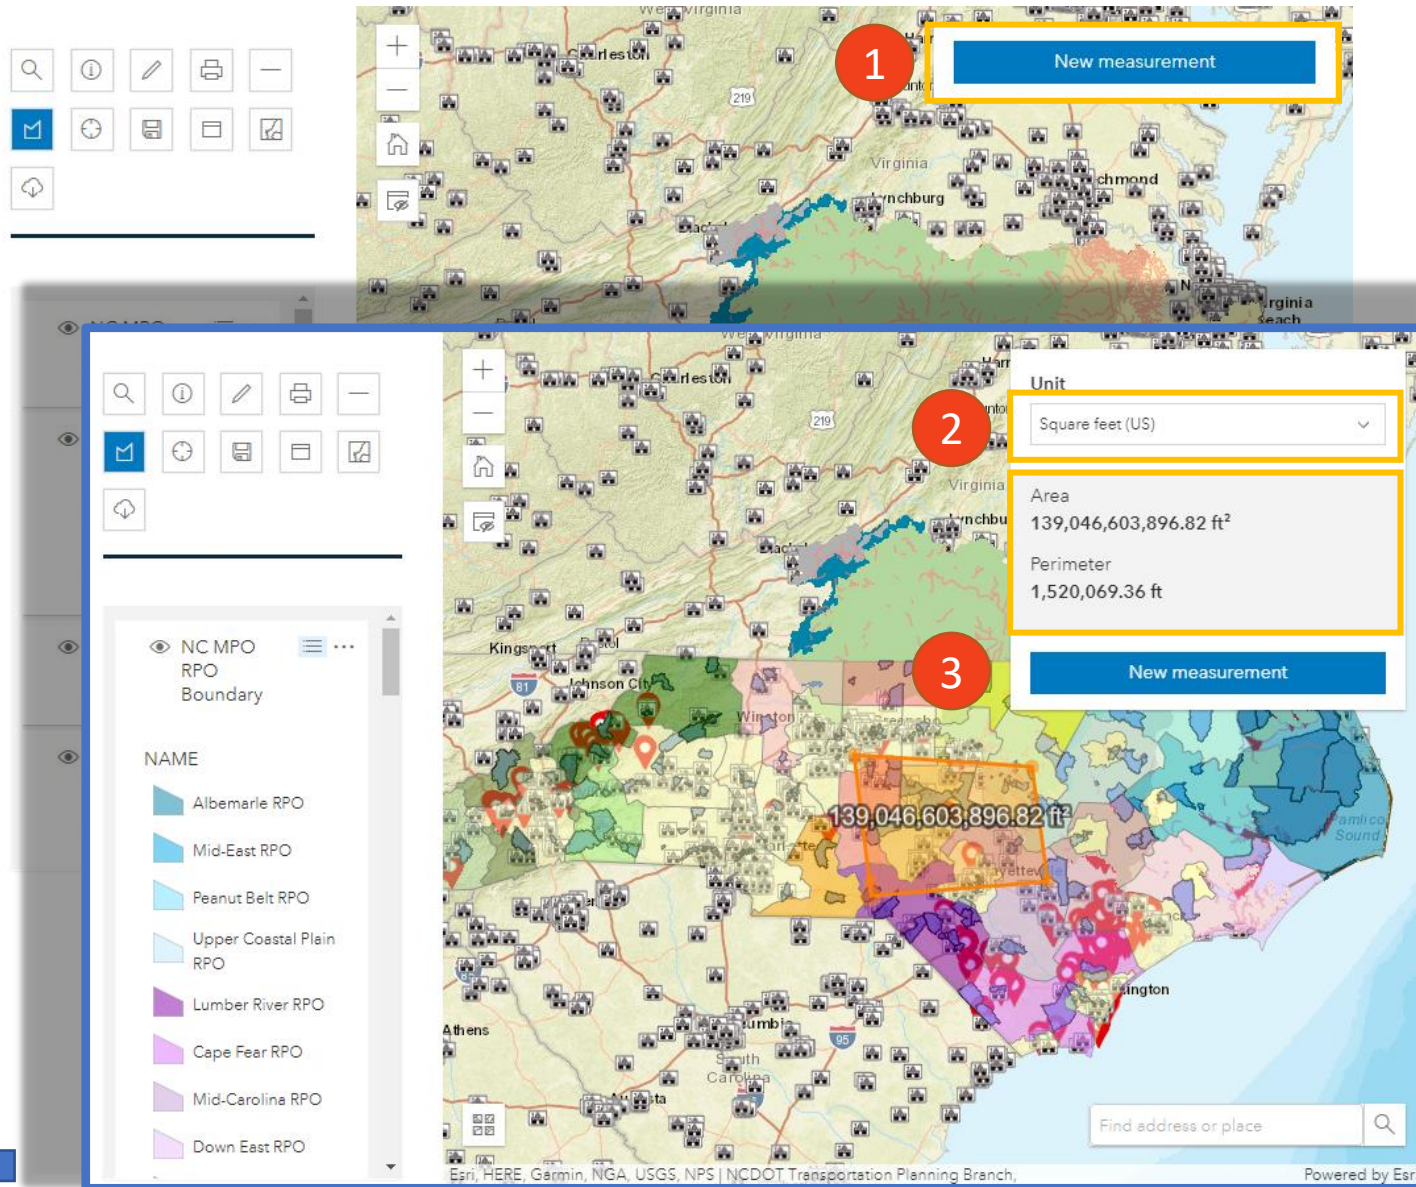 West Virginia
Charleston
219
1
New measurement
Virginia
Lynchburg
Virginia
Beach
NC MPO
219
Unit
2
Square feet (US)
Virginia
Area
139,046,603,896.82 ft²
Perimeter
1,520,069.36 ft
3
New measurement
NC MPO
RPO
Boundary
NAME
Albemarle RPO
Mid-East RPO
Peanut Belt RPO
Upper Coastal Plain
RPO
Lumber River RPO
Cape Fear RPO
Mid-Carolina RPO
Down East RPO
Johnson City
81
139,046,603,896.82 ft²
Pamlico
Sound
Athens
95
South
Carolina
Find address or place
Esri, HERE, Garmin, NGA, USGS, NPS | NCDOT Transportation Planning Branch,
Powered by Esr